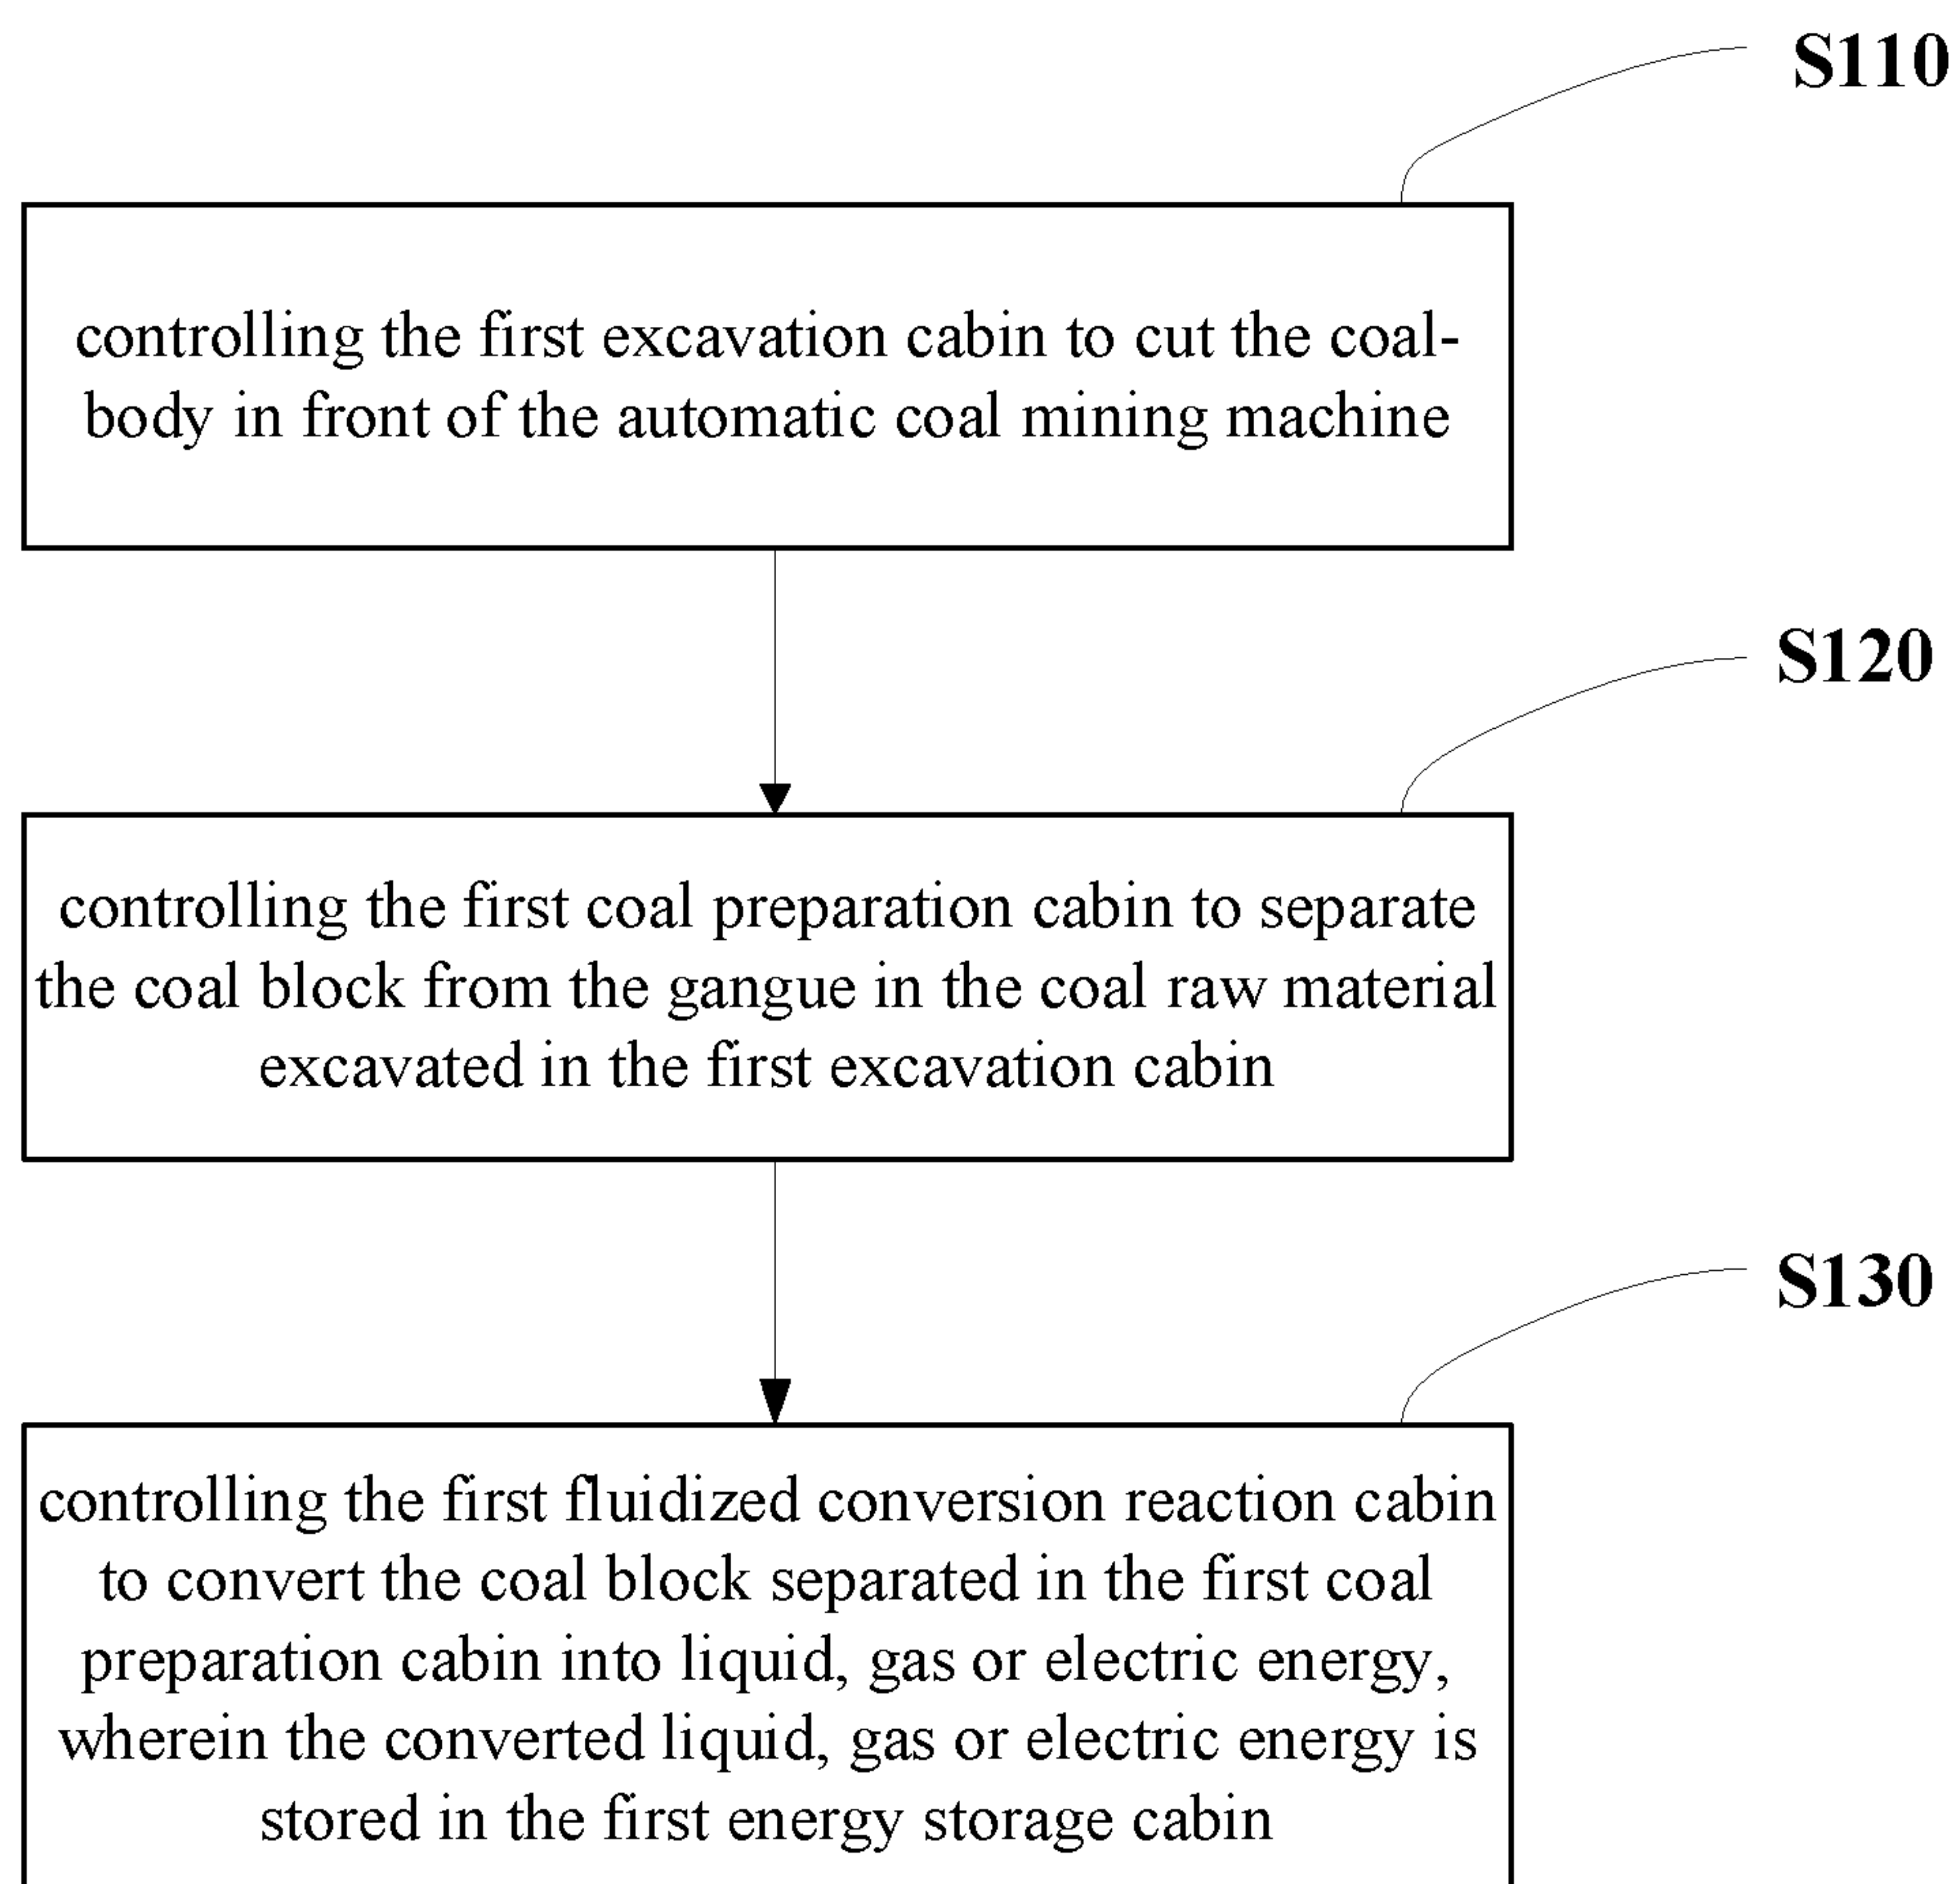 S110
controlling the first excavation cabin to cut the coal-
body in front of the automatic coal mining machine
S120
controlling the first coal preparation cabin to separate
the coal block from the gangue in the coal raw material
excavated in the first excavation cabin
S130
controlling the first fluidized conversion reaction cabin
to convert the coal block separated in the first coal
preparation cabin into liquid, gas or electric energy,
wherein the converted liquid, gas or electric energy is
stored in the first energy storage cabin